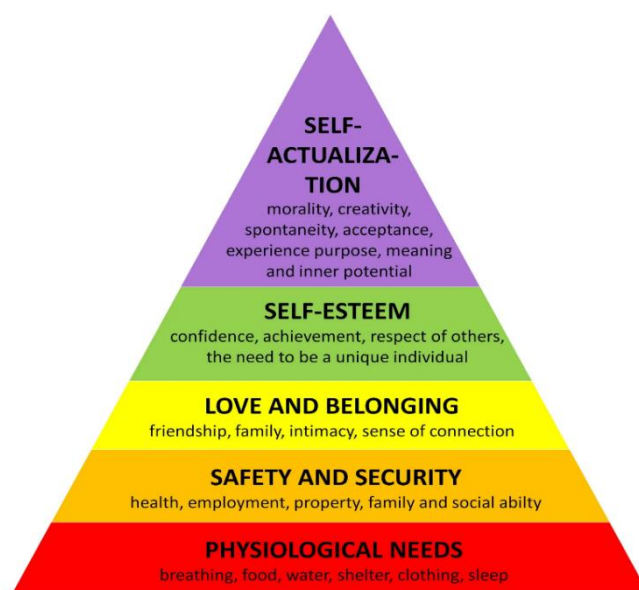 SELF-
ACTUALIZA-
TION
morality, creativity,
spontaneity, acceptance,
experience purpose, meaning
and inner potential
SELF-ESTEEM
confidence, achievement, respect of others,
the need to be a unique individual
LOVE AND BELONGING
friendship, family, intimacy, sense of connection
SAFETY AND SECURITY
health, employment, property, family and social abilty
PHYSIOLOGICAL NEEDS
breathing, food, water, shelter, clothing, sleep